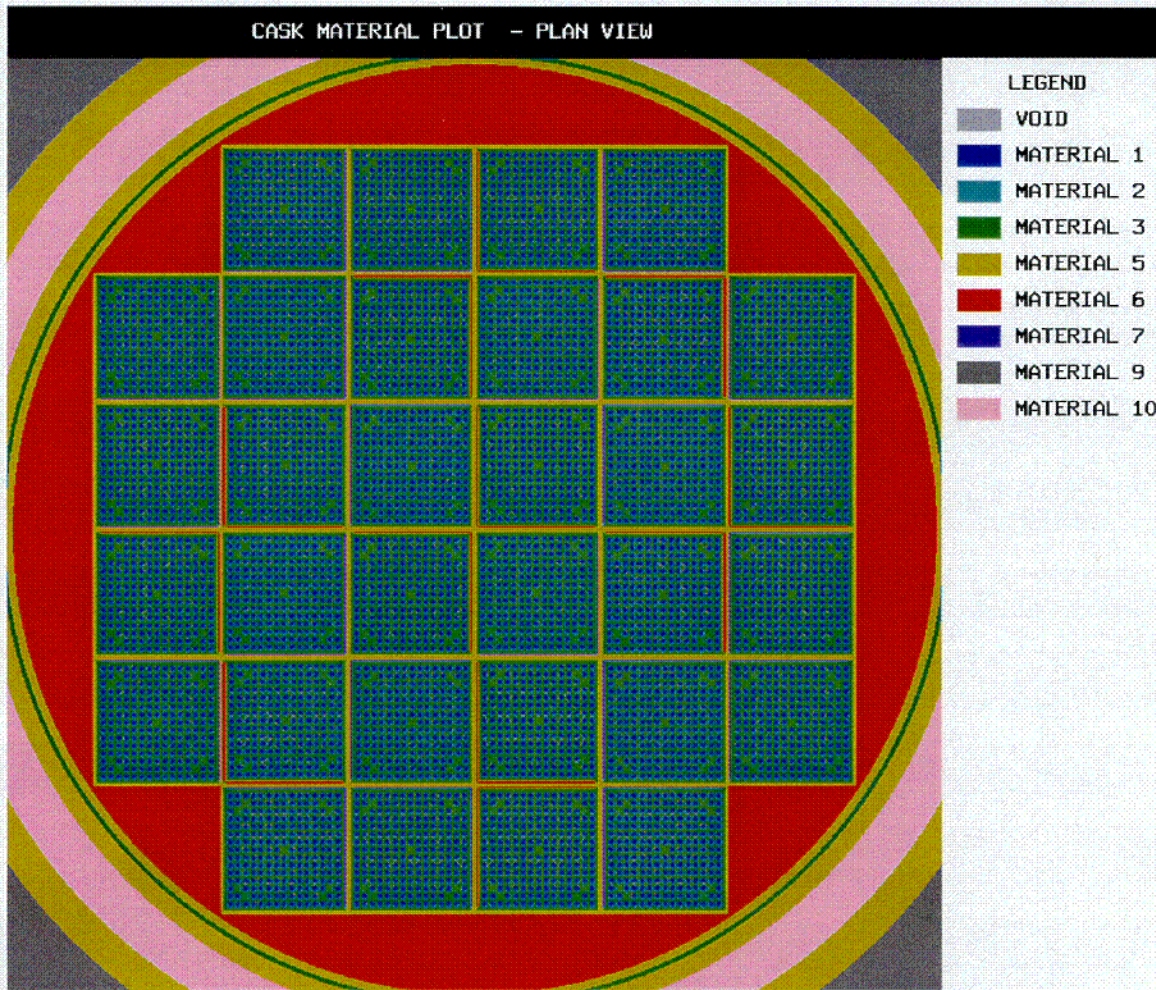 CASK MATERIAL PLOT - PLAN VIEW
LEGEND
VOID
MATERIAL 1
MATERIAL 2
MATERIAL 3
MATERIAL 5
MATERIAL 6
MATERIAL 7
MATERIAL 9
MATERIAL 10